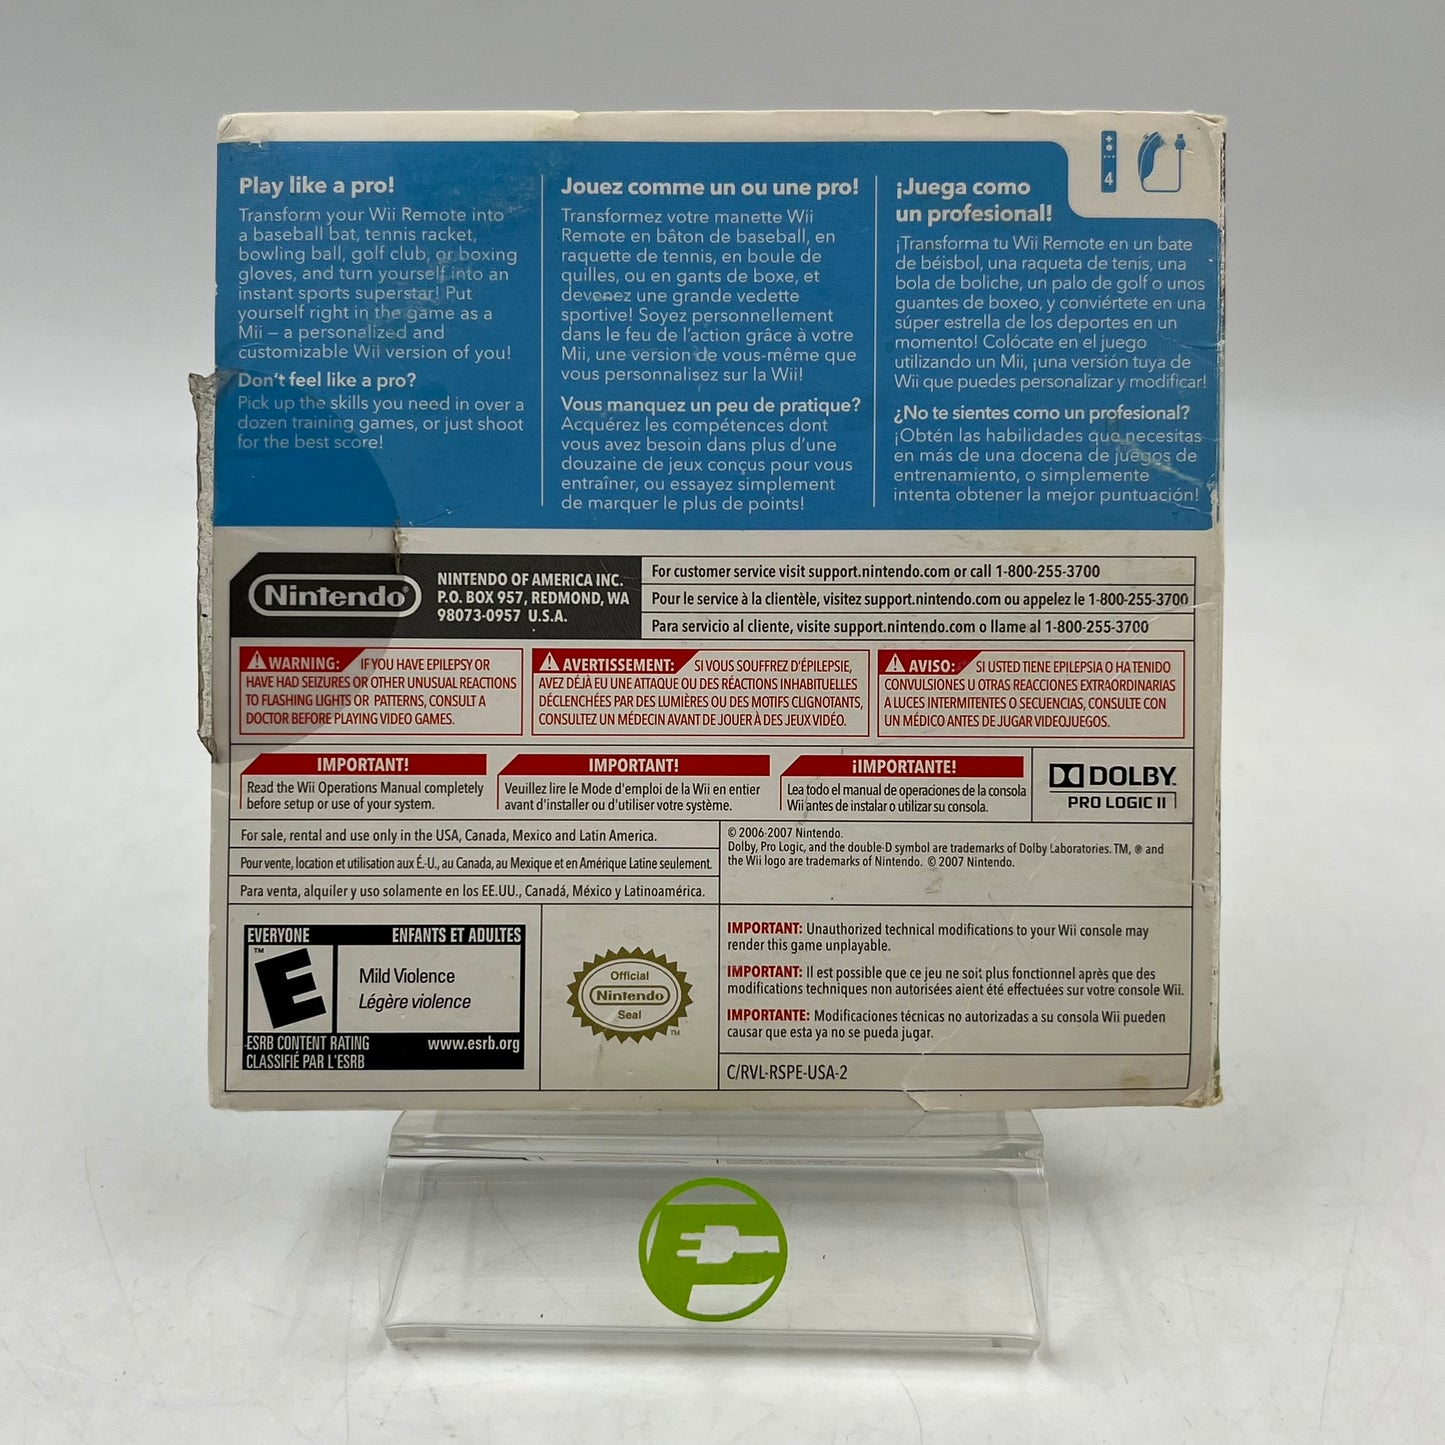 Play like a pro!
Transform your Wii Remote into
a baseball bat, tennis racket,
bowling ball, golf club, or boxing
gloves, and turn yourself into an
instant sports superstar! Put
yourself right in the game as a
Mii – a personalized and
customizable Wii version of you!
Don't feel like a pro?
Pick up the skills you need in over a
dozen training games, or just shoot
for the best score!
Jouez comme un ou une pro!
Transformez votre manette Wii
Remote en bâton de baseball, en
raquette de tennis, en boule de
quilles, ou en gants de boxe, et
devenez une grande vedette
sportive! Soyez personnellement
dans le feu de l'action grâce à votre
Mii, une version de vous-même que
vous personnalisez sur la Wii!
Vous manquez un peu de pratique?
Acquérez les compétences dont
vous avez besoin dans plus d'une
douzaine de jeux conçus pour vous
entraîner, ou essayez simplement
de marquer le plus de points!
¡Juega como
un profesional!
¡Transforma tu Wii Remote en un bate
de béisbol, una raqueta de tenis, una
bola de boliche, un palo de golf o unos
guantes de boxeo, y conviértete en una
súper estrella de los deportes en un
momento! Colócate en el juego
utilizando un Mii, ¡una versión tuya de
Wii que puedes personalizar y modificar!
¿No te sientes como un profesional?
¡Obtén las habilidades que necesitas
en más de una docena de juegos de
entrenamiento, o simplemente
intenta obtener la mejor puntuación!
4
Nintendo®
NINTENDO OF AMERICA INC.
P.O. BOX 957, REDMOND, WA
98073-0957 U.S.A.
For customer service visit support.nintendo.com or call 1-800-255-3700
Pour le service à la clientèle, visitez support.nintendo.com ou appelez le 1-800-255-3700
Para servicio al cliente, visite support.nintendo.com o llame al 1-800-255-3700
WARNING: IF YOU HAVE EPILEPSY OR
HAVE HAD SEIZURES OR OTHER UNUSUAL REACTIONS
TO FLASHING LIGHTS OR PATTERNS, CONSULT A
DOCTOR BEFORE PLAYING VIDEO GAMES.
AVERTISSEMENT: SI VOUS SOUFFREZ D'ÉPILEPSIE,
AVEZ DÉJÀ EU UNE ATTAQUE OU DES RÉACTIONS INHABITUELLES
DÉCLENCHÉES PAR DES LUMIÈRES OU DES MOTIFS CLIGNOTANTS,
CONSULTEZ UN MÉDECIN AVANT DE JOUER À DES JEUX VIDÉO.
AVISO: SI USTED TIENE EPILEPSIA O HA TENIDO
CONVULSIONES U OTRAS REACCIONES EXTRAORDINARIAS
A LUCES INTERMITENTES O SECUENCIAS, CONSULTE CON
UN MÉDICO ANTES DE JUGAR VIDEOJUEGOS.
IMPORTANT!
Read the Wii Operations Manual completely
before setup or use of your system.
IMPORTANT!
Veuillez lire le Mode d'emploi de la Wii en entier
avant d'installer ou d'utiliser votre système.
¡IMPORTANTE!
Lea todo el manual de operaciones de la consola
Wii antes de instalar o utilizar su consola.
DOLBY
PRO LOGIC II
For sale, rental and use only in the USA, Canada, Mexico and Latin America.
Pour vente, location et utilisation aux É.-U., au Canada, au Mexique et en Amérique Latine seulement.
Para venta, alquiler y uso solamente en los EE.UU., Canadá, México y Latinoamérica.
© 2006-2007 Nintendo.
Dolby, Pro Logic, and the double-D symbol are trademarks of Dolby Laboratories. TM, ® and
the Wii logo are trademarks of Nintendo. © 2007 Nintendo.
EVERYONE ENFANTS ET ADULTES
E™
Mild Violence
Légère violence
ESRB CONTENT RATING www.esrb.org
CLASSIFIÉ PAR L'ESRB
Official
Nintendo
Seal
TM
IMPORTANT: Unauthorized technical modifications to your Wii console may
render this game unplayable.
IMPORTANT: Il est possible que ce jeu ne soit plus fonctionnel après que des
modifications techniques non autorisées aient été effectuées sur votre console Wii.
IMPORTANTE: Modificaciones técnicas no autorizadas a su consola Wii pueden
causar que esta ya no se pueda jugar.
C/RVL-RSPE-USA-2